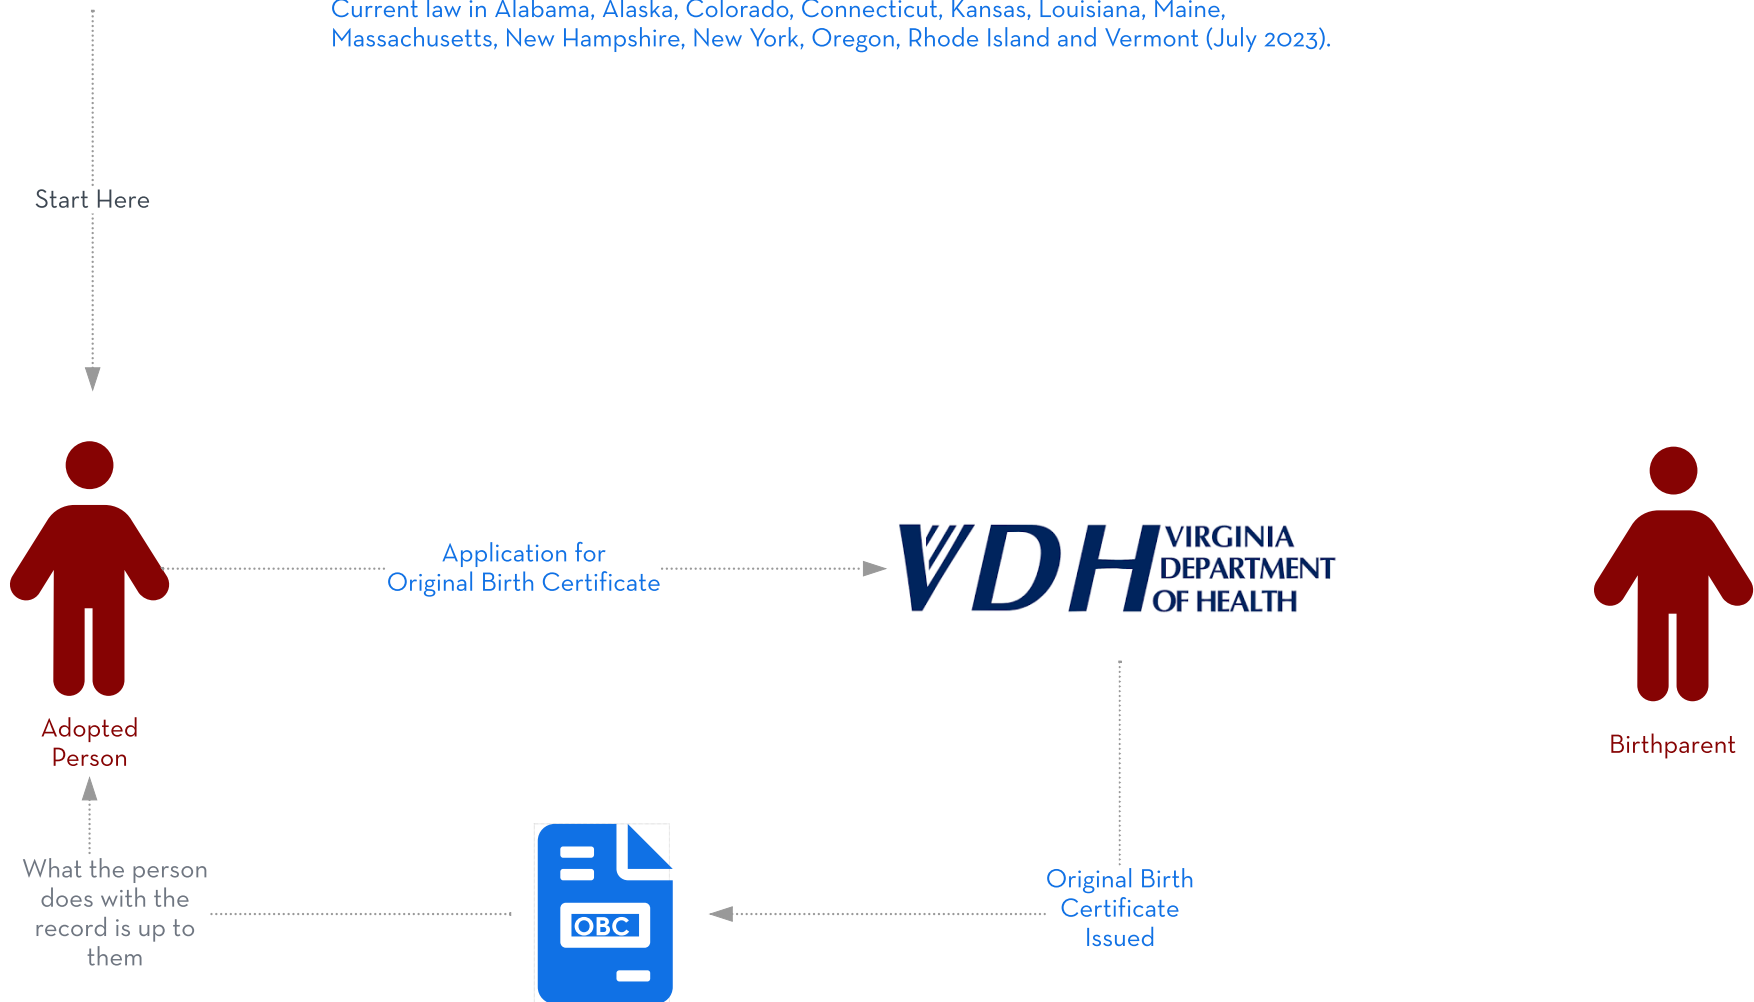 Current law in Alabama, Alaska, Colorado, Connecticut, Kansas, Louisiana, Maine,
Massachusetts, New Hampshire, New York, Oregon, Rhode Island and Vermont (July 2023).
Start Here
Application for
Original Birth Certificate
VDH
VIRGINIA
DEPARTMENT
OF HEALTH
Adopted
Person
Birthparent
What the person
does with the
record is up to
them
OBC
Original Birth
Certificate
Issued